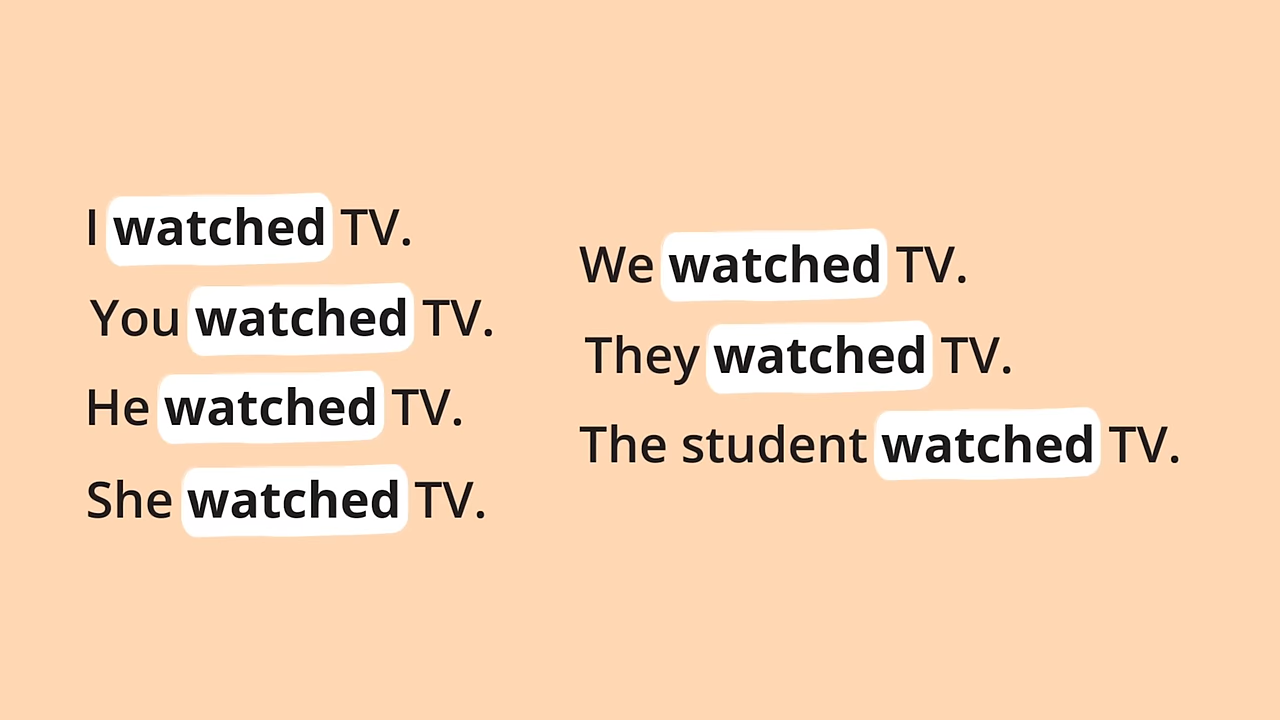 I watched TV.
You watched TV.
He watched TV.
She watched TV.
We watched TV.
They watched TV.
The student watched TV.